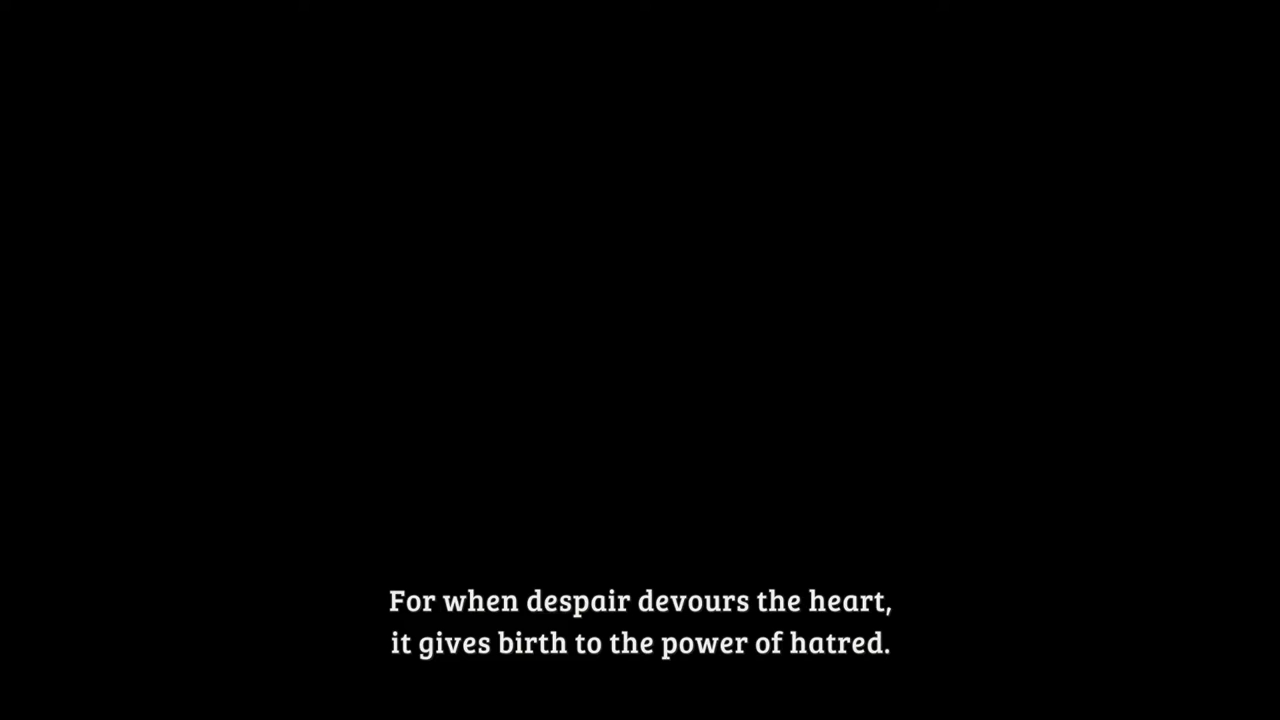 For when despair devours the heart,
it gives birth to the power of hatred.